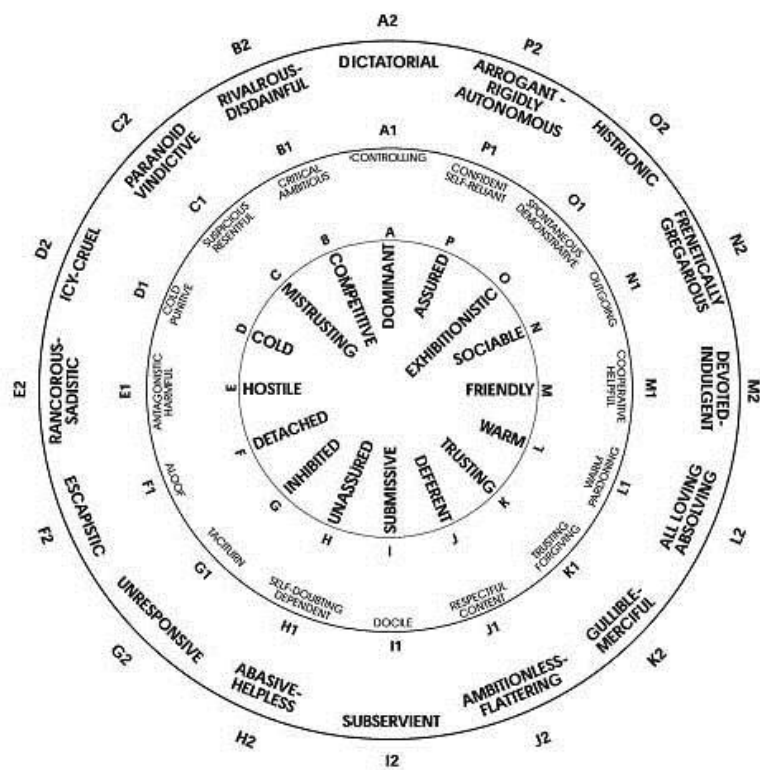 A2
DICTATORIAL
P2
ARROGANT -
RIGIDLY
AUTONOMOUS
O2
HISTRIONIC
N2
FRENETICALLY
GREGARIOUS
M2
DEVOTED-
INDULGENT
L2
ALL LOVING
ABSOLVING
K2
GULLIBLE-
MERCIFUL
J2
AMBITIONLESS-
FLATTERING
I2
SUBSERVIENT
H2
ABASIVE-
HELPLESS
G2
UNRESPONSIVE
F2
ESCAPISTIC
E2
RANCOROUS-
SADISTIC
D2
ICY-CRUEL
C2
PARANOID
VINDICTIVE
B2
RIVALROUS-
DISDAINFUL
A1
CONTROLLING
P1
CONFIDENT
SELF-RELIANT
O1
SPONTANEOUS
DEMONSTRATIVE
N1
OUTGOING
M1
COOPERATIVE
HELPFUL
L1
WARM
PARDONING
K1
TRUSTING
FORGIVING
J1
RESPECTFUL
CONTENT
I1
DOCILE
H1
SELF-DOUBTING
DEPENDENT
G1
TACITURN
F1
ALOOF
E1
ANTAGONISTIC
HARMFUL
D1
COLD
PUNITIVE
C1
SUSPICIOUS
RESENTFUL
B1
CRITICAL
AMBITIOUS
A
DOMINANT
P
ASSURED
O
EXHIBITIONISTIC
N
SOCIABLE
M
FRIENDLY
L
WARM
K
TRUSTING
J
DEFERENT
I
SUBMISSIVE
H
UNASSURED
G
INHIBITED
F
DETACHED
E
HOSTILE
D
COLD
C
MISTRUSTING
B
COMPETITIVE